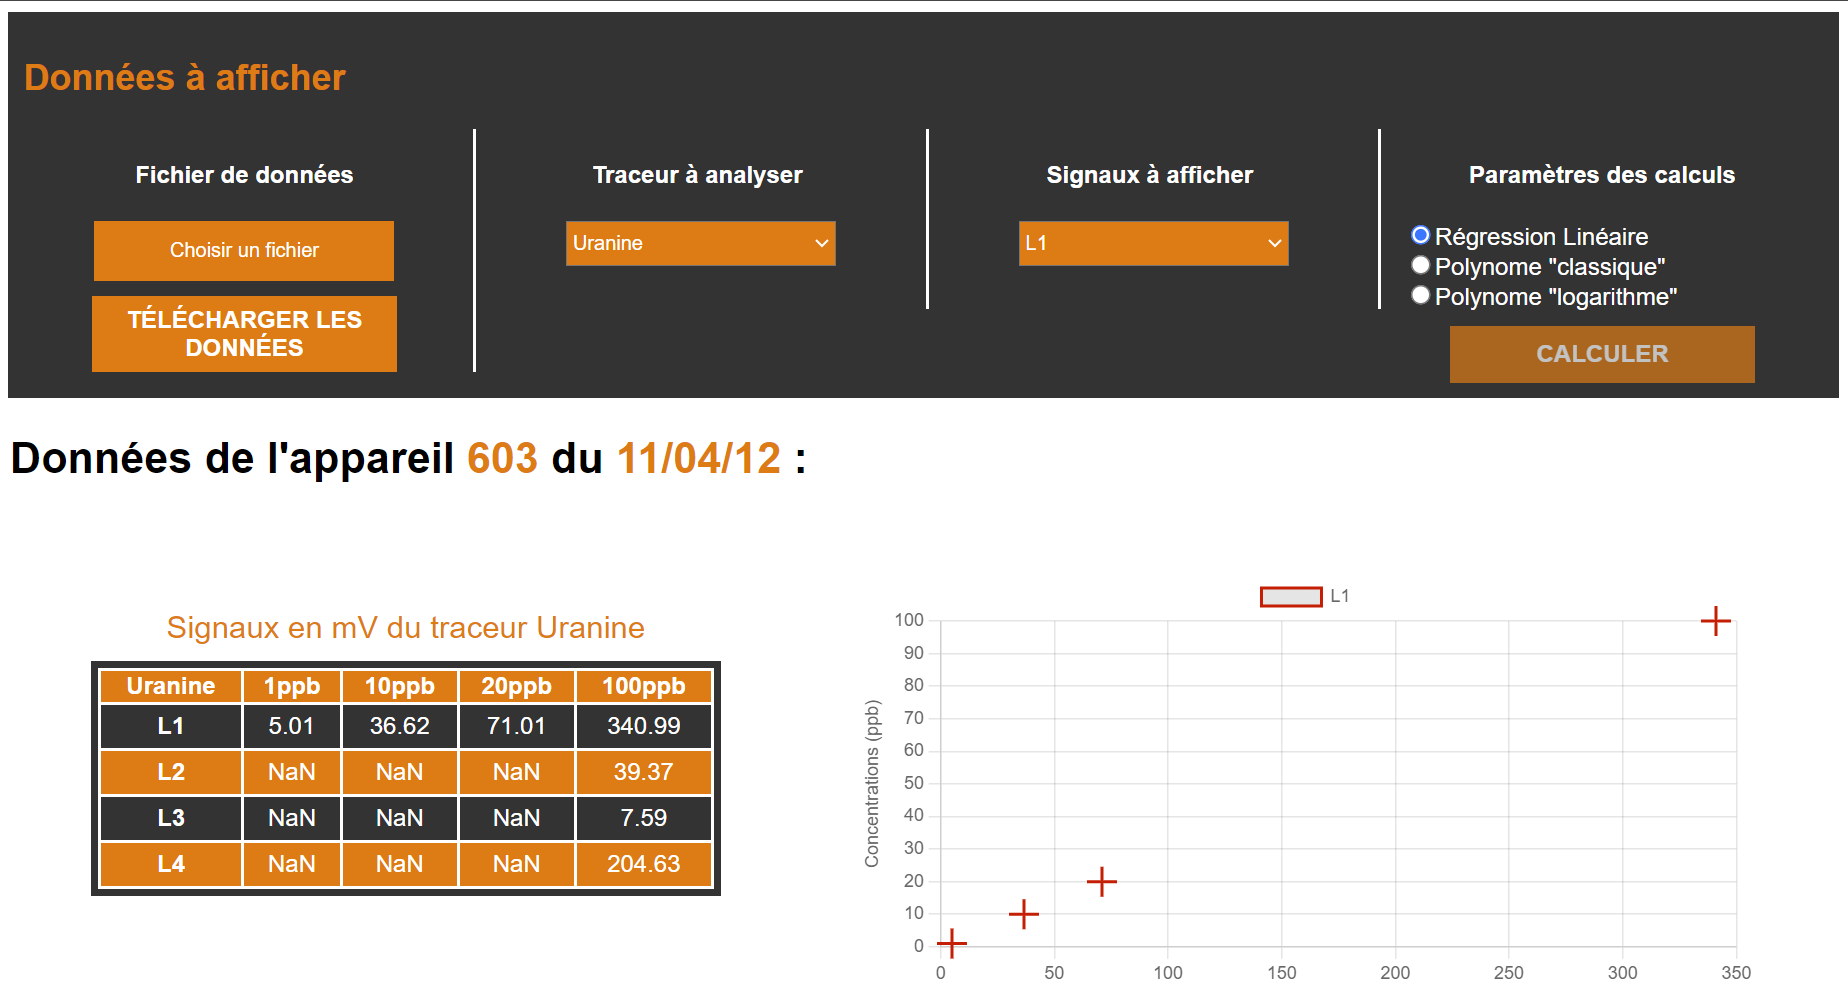 Données à afficher
Fichier de données
Traceur à analyser
Signaux à afficher
Paramètres des calculs
Choisir un fichier
TÉLÉCHARGER LES
DONNÉES
Uranine
L1
Régression Linéaire
Polynome "classique"
Polynome "logarithme"
CALCULER
Données de l'appareil 603 du 11/04/12 :
Signaux en mV du traceur Uranine
Uranine 1ppb 10ppb 20ppb 100ppb
L1 5.01 36.62 71.01 340.99
L2 NaN NaN NaN 39.37
L3 NaN NaN NaN 7.59
L4 NaN NaN NaN 204.63
L1
Concentrations (ppb)
100
90
80
70
60
50
40
30
20
10
0
0 50 100 150 200 250 300 350